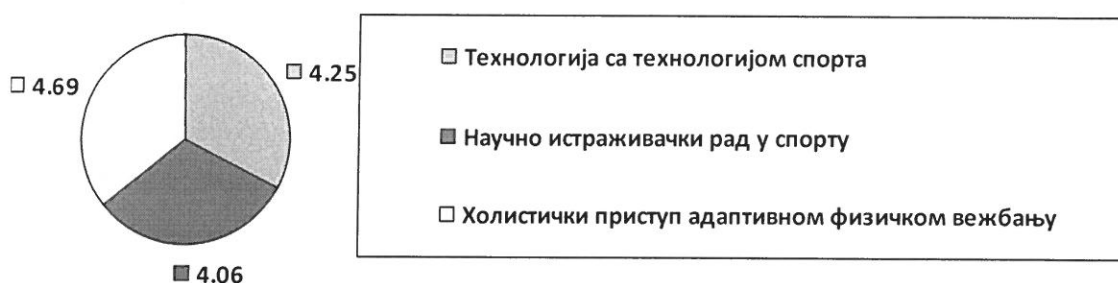 4.69
4.25
4.06
Технологија са технологијом спорта
Научно истраживачки рад у спорту
Холистички приступ адаптивном физичком вежбању